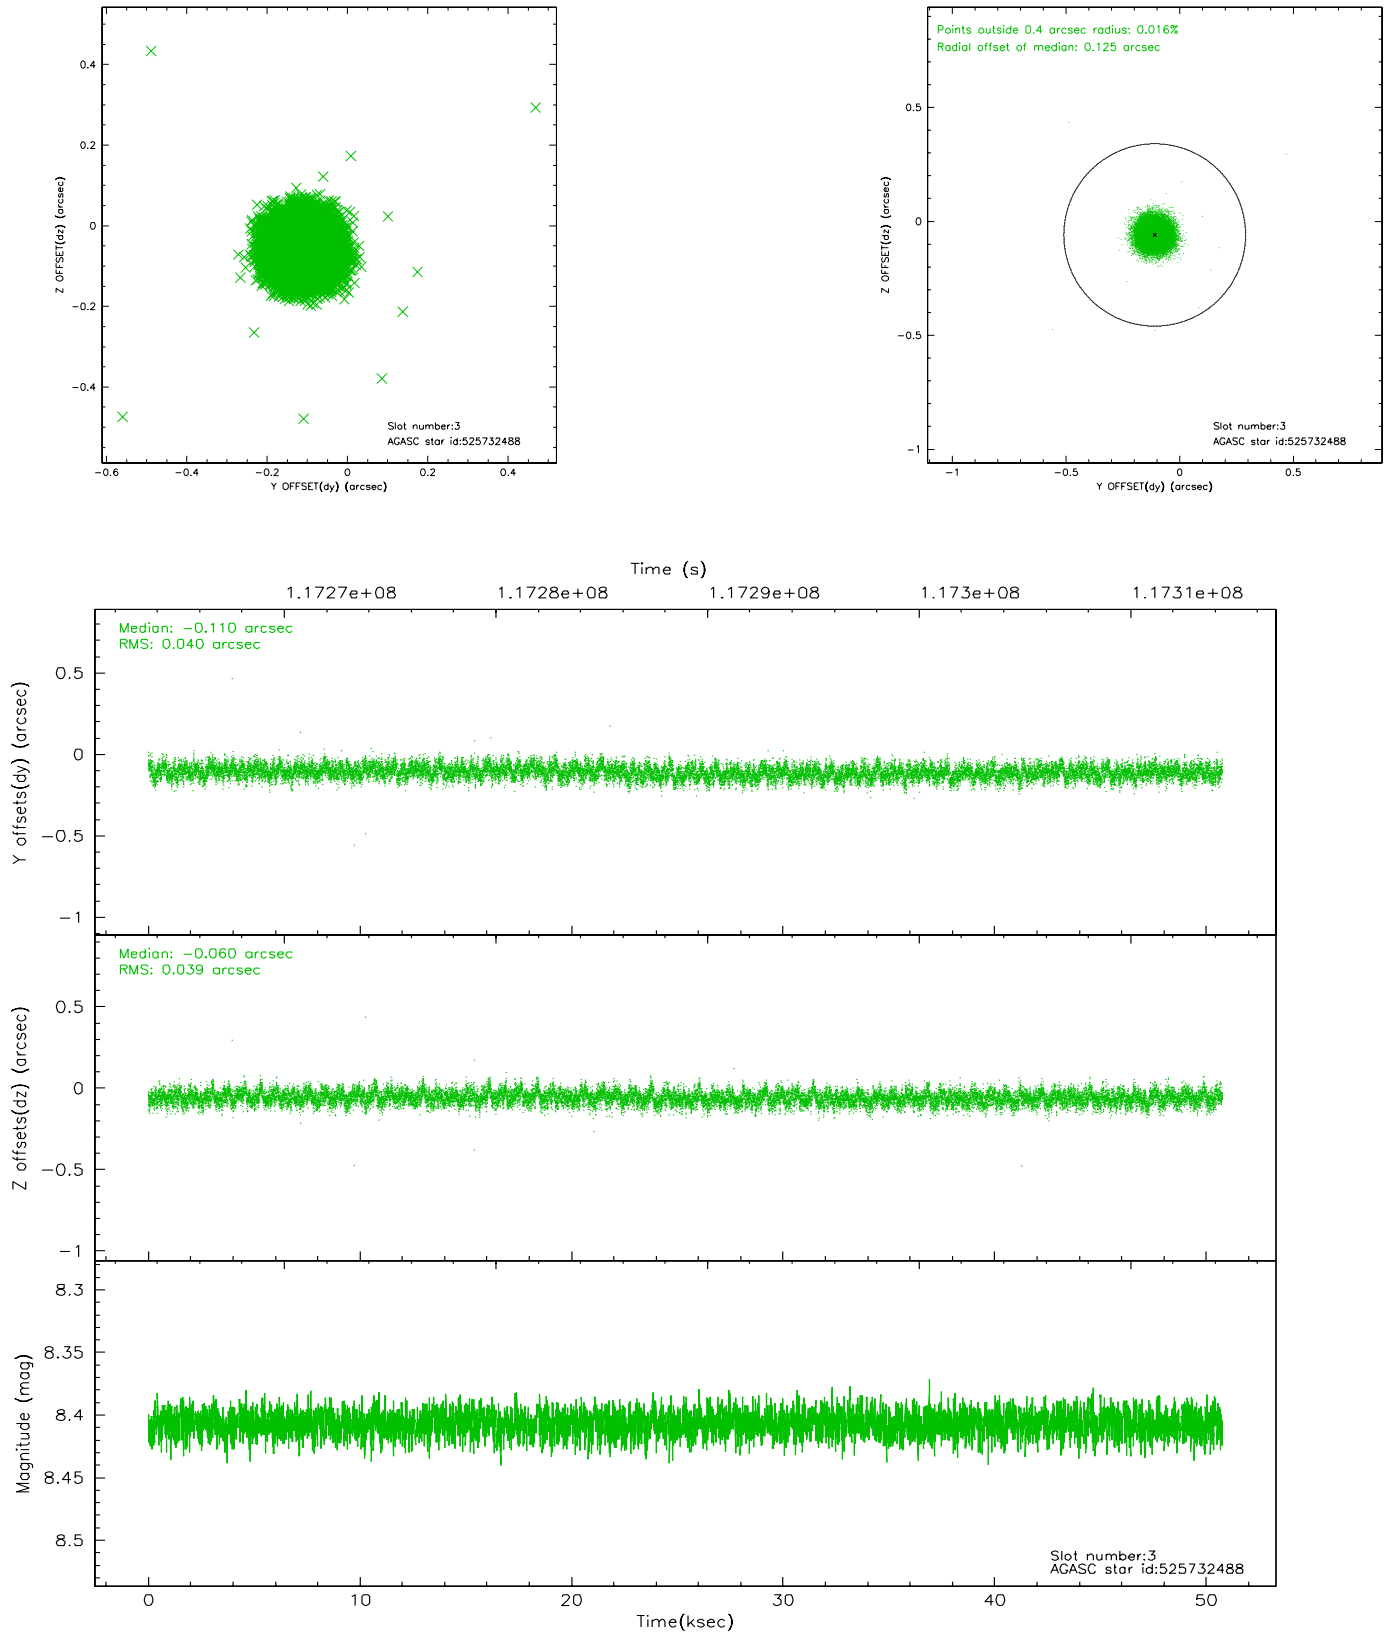 0.4
0.2
0
−0.2
−0.4
Z OFFSET(dz) (arcsec)
Slot number:3
AGASC star id:525732488
−0.6 −0.4 −0.2 0 0.2 0.4
Y OFFSET(dy) (arcsec)
Points outside 0.4 arcsec radius: 0.016%
Radial offset of median: 0.125 arcsec
0.5
0
−0.5
−1
Z OFFSET(dz) (arcsec)
Slot number:3
AGASC star id:525732488
−1 −0.5 0 0.5
Y OFFSET(dy) (arcsec)
Time (s)
1.1727e+08 1.1728e+08 1.1729e+08 1.173e+08 1.1731e+08
Median: −0.110 arcsec
RMS: 0.040 arcsec
0.5
0
−0.5
−1
Y offsets(dy) (arcsec)
Median: −0.060 arcsec
RMS: 0.039 arcsec
0.5
0
−0.5
−1
Z offsets(dz) (arcsec)
8.3
8.35
8.4
8.45
8.5
Magnitude (mag)
Slot number:3
AGASC star id:525732488
0 10 20 30 40 50
Time(ksec)